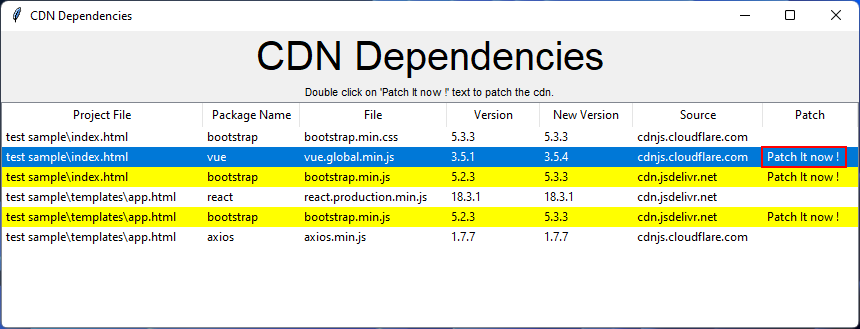 CDN Dependencies
CDN Dependencies
Double click on 'Patch It now !' text to patch the cdn.
Project File Package Name File Version New Version Source Patch
test sample\index.html bootstrap bootstrap.min.css 5.3.3 5.3.3 cdnjs.cloudflare.com
test sample\index.html vue vue.global.min.js 3.5.1 3.5.4 cdnjs.cloudflare.com Patch It now !
test sample\index.html bootstrap bootstrap.min.js 5.2.3 5.3.3 cdn.jsdelivr.net Patch It now !
test sample\templates\app.html react react.production.min.js 18.3.1 18.3.1 cdn.jsdelivr.net
test sample\templates\app.html bootstrap bootstrap.min.js 5.2.3 5.3.3 cdn.jsdelivr.net Patch It now !
test sample\templates\app.html axios axios.min.js 1.7.7 1.7.7 cdnjs.cloudflare.com